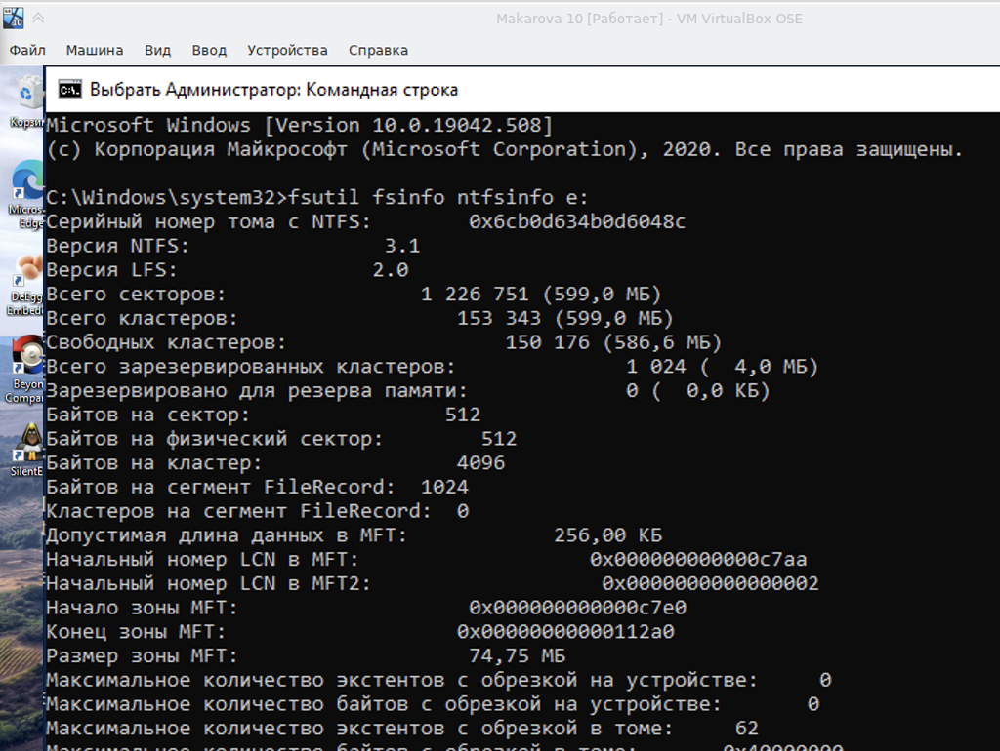 Makarova 10 [Работает] - VM VirtualBox OSE
Файл Машина Вид Ввод Устройства Справка
Выбрать Администратор: Командная строка
Microsoft Windows [Version 10.0.19042.508]
(c) Корпорация Майкрософт (Microsoft Corporation), 2020. Все права защищены.
C:\Windows\system32>fsutil fsinfo ntfsinfo e:
Серийный номер тома с NTFS: 0x6cb0d634b0d6048c
Версия NTFS: 3.1
Версия LFS: 2.0
Всего секторов: 1 226 751 (599,0 МБ)
Всего кластеров: 153 343 (599,0 МБ)
Свободных кластеров: 150 176 (586,6 МБ)
Всего зарезервированных кластеров: 1 024 ( 4,0 МБ)
Зарезервировано для резерва памяти: 0 ( 0,0 КБ)
Байтов на сектор: 512
Байтов на физический сектор: 512
Байтов на кластер: 4096
Байтов на сегмент FileRecord: 1024
Кластеров на сегмент FileRecord: 0
Допустимая длина данных в MFT: 256,00 КБ
Начальный номер LCN в MFT: 0x000000000000c7aa
Начальный номер LCN в MFT2: 0x0000000000000002
Начало зоны MFT: 0x000000000000c7e0
Конец зоны MFT: 0x00000000000112a0
Размер зоны MFT: 74,75 МБ
Максимальное количество экстентов с обрезкой на устройстве: 0
Максимальное количество байтов с обрезкой на устройстве: 0
Максимальное количество экстентов с обрезкой в томе: 62
Максимальное количество байтов с обрезкой в томе: 0x40000000
Корзи
Micros
Edge
DeEgg
Embed
Beyon
Compa
SilentE